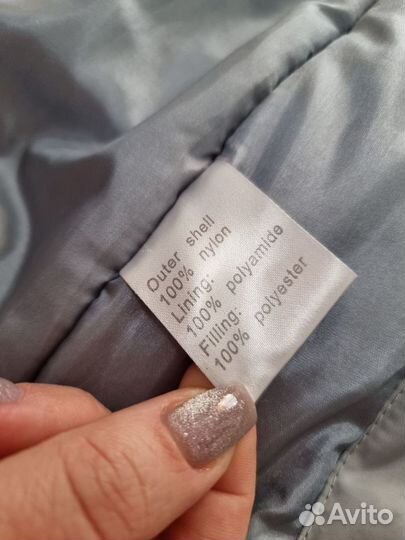 Outer shell
100% nylon
Lining:
100% polyamide
Filling:
100% polyester
Avito